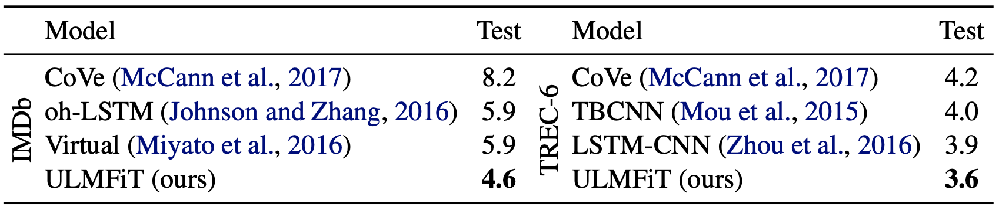 Model Test Model Test
IMDb
CoVe (McCann et al., 2017) 8.2
oh-LSTM (Johnson and Zhang, 2016) 5.9
Virtual (Miyato et al., 2016) 5.9
ULMFiT (ours) 4.6
TREC-6
CoVe (McCann et al., 2017) 4.2
TBCNN (Mou et al., 2015) 4.0
LSTM-CNN (Zhou et al., 2016) 3.9
ULMFiT (ours) 3.6